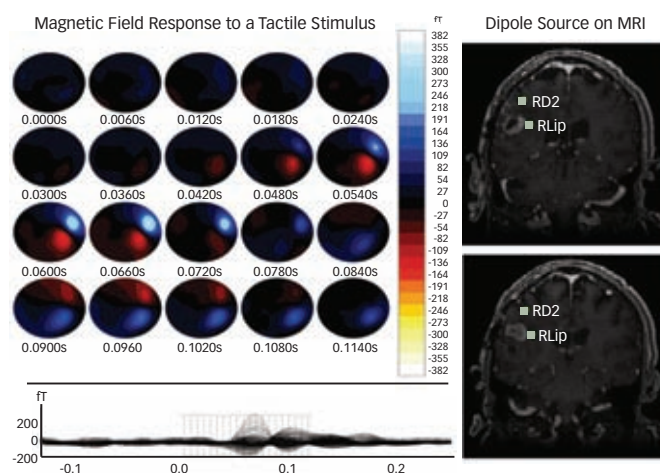 Magnetic Field Response to a Tactile Stimulus
fT
Dipole Source on MRI
382
355
328
300
273
246
218
191
164
136
109
82
54
27
0
-27
-54
-82
-109
-136
-164
-191
-218
-246
-273
-300
-328
-355
-382
0.0000s 0.0060s 0.0120s 0.0180s 0.0240s
0.0300s 0.0360s 0.0420s 0.0480s 0.0540s
0.0600s 0.0660s 0.0720s 0.0780s 0.0840s
0.0900s 0.0960 0.1020s 0.1080s 0.1140s
RD2
RLip
RD2
RLip
fT
200
0
-200
-0.1 0.0 0.1 0.2